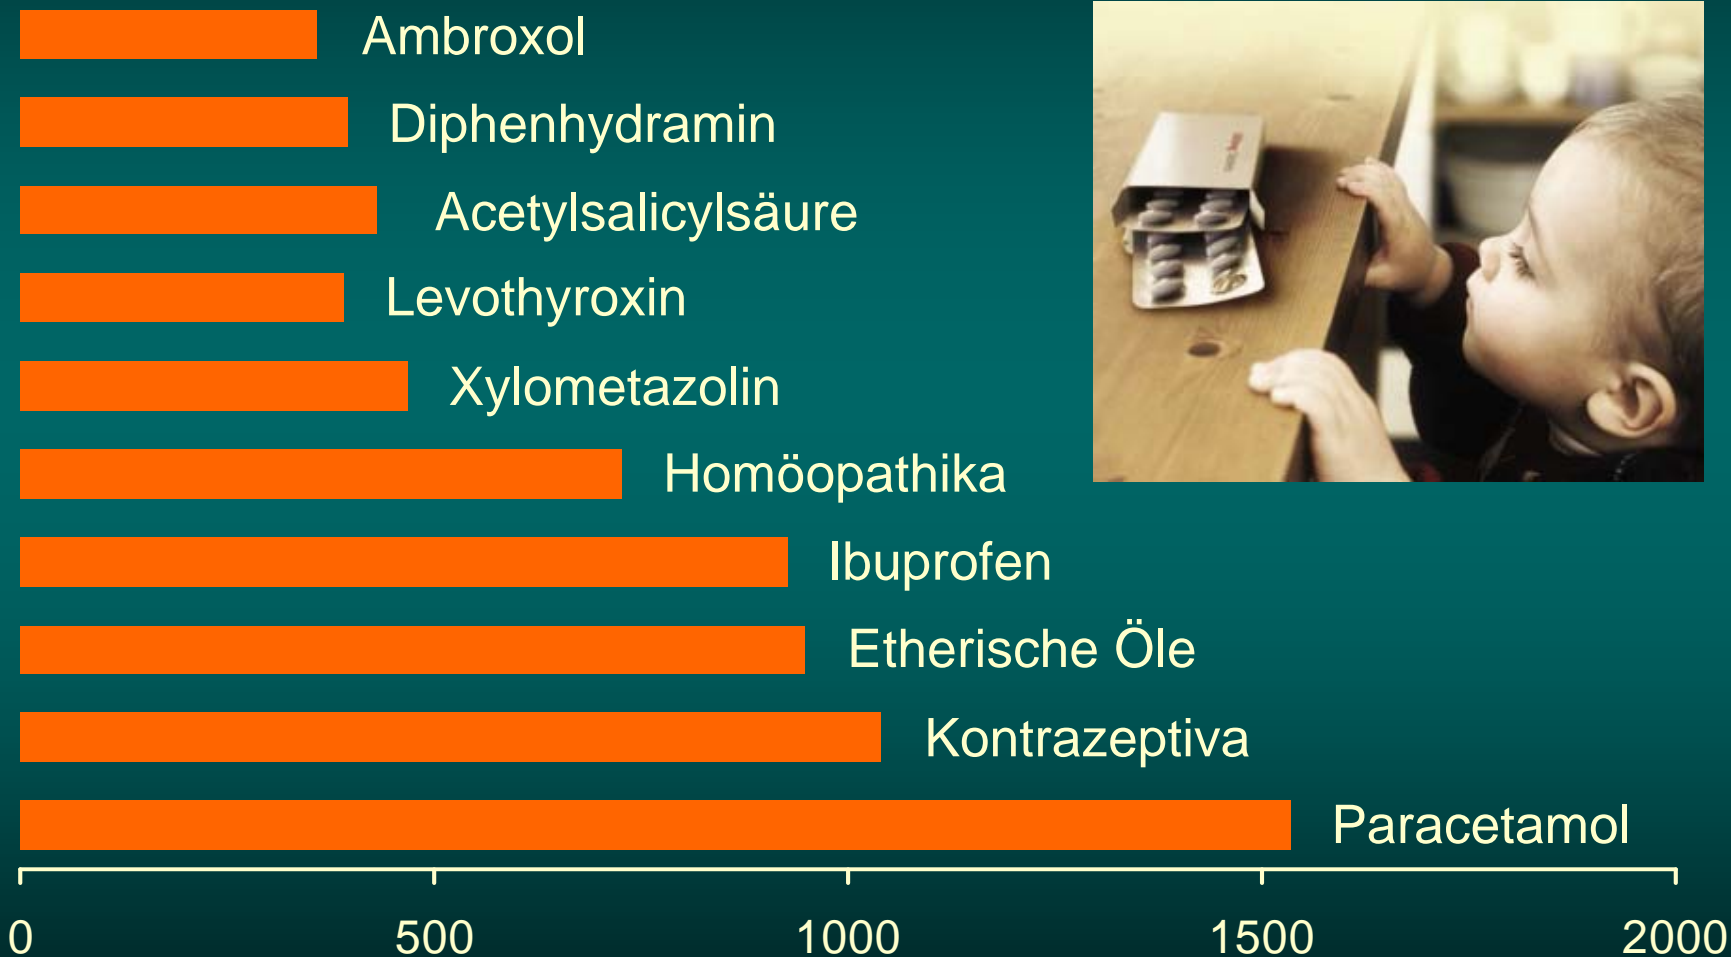 Ambroxol
Diphenhydramin
Acetylsalicylsäure
Levothyroxin
Xylometazolin
Homöopathika
Ibuprofen
Etherische Öle
Kontrazeptiva
Paracetamol
0 500 1000 1500 2000